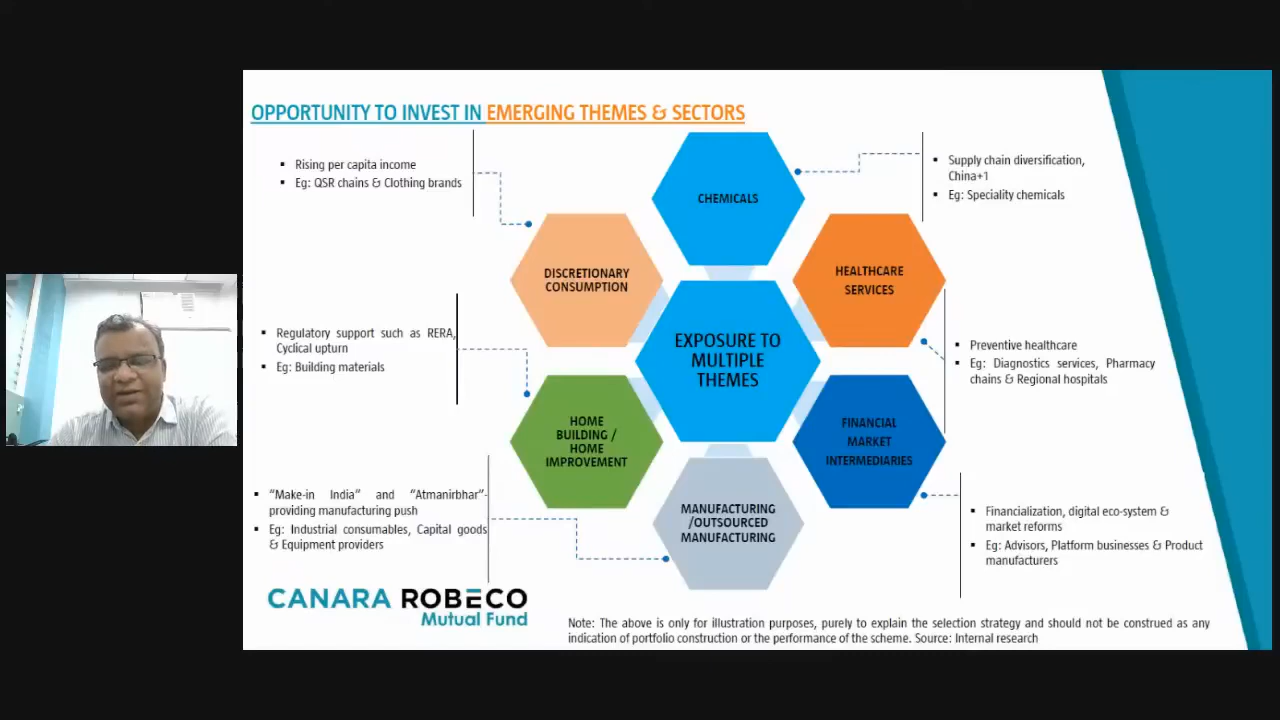 OPPORTUNITY TO INVEST IN EMERGING THEMES & SECTORS
▪ Rising per capita income
▪ Eg: QSR chains & Clothing brands
CHEMICALS
▪ Supply chain diversification,
China+1
▪ Eg: Speciality chemicals
DISCRETIONARY
CONSUMPTION
HEALTHCARE
SERVICES
▪ Regulatory support such as RERA,
Cyclical upturn
▪ Eg: Building materials
EXPOSURE TO
MULTIPLE
THEMES
▪ Preventive healthcare
▪ Eg: Diagnostics services, Pharmacy
chains & Regional hospitals
HOME
BUILDING /
HOME
IMPROVEMENT
FINANCIAL
MARKET
INTERMEDIARIES
▪ “Make-in India” and “Atmanirbhar”
providing manufacturing push
▪ Eg: Industrial consumables, Capital goods
& Equipment providers
MANUFACTURING
/OUTSOURCED
MANUFACTURING
▪ Financialization, digital eco-system &
market reforms
▪ Eg: Advisors, Platform businesses & Product
manufacturers
CANARA ROBECO
Mutual Fund
Note: The above is only for illustration purposes, purely to explain the selection strategy and should not be construed as any
indication of portfolio construction or the performance of the scheme. Source: Internal research